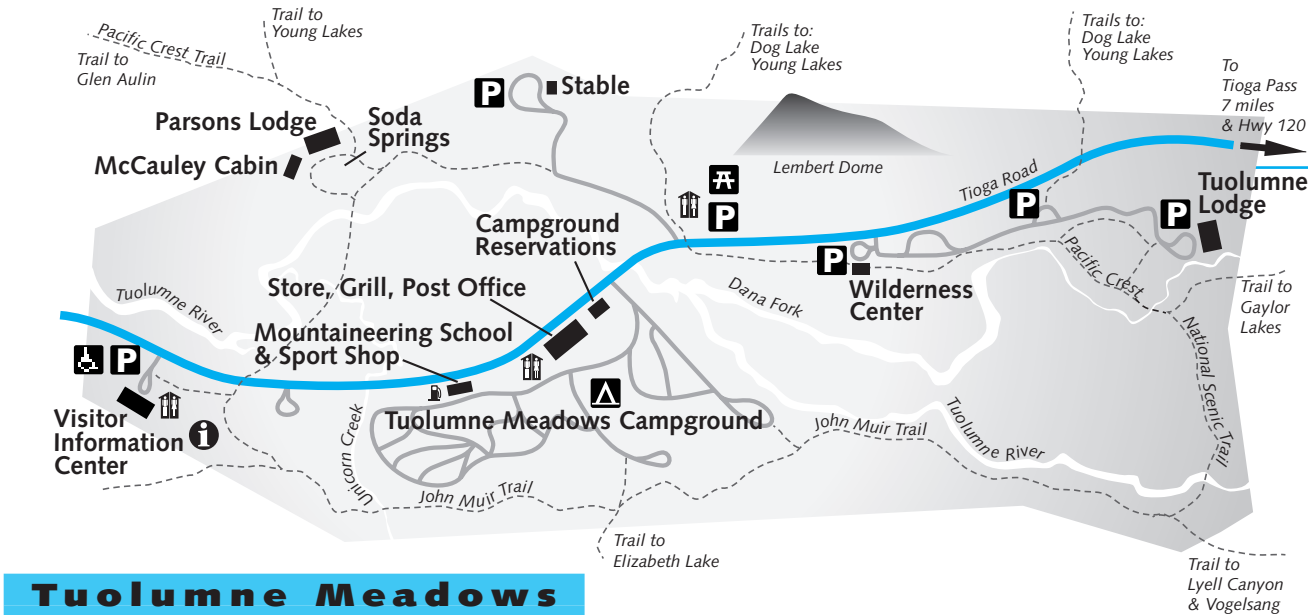 Trail to
Young Lakes
Pacific Crest Trail
Trail to
Glen Aulin
Trails to:
Dog Lake
Young Lakes
Trails to:
Dog Lake
Young Lakes
To
Tioga Pass
7 miles
& Hwy 120
P
Stable
Parsons Lodge
Soda
Springs
McCauley Cabin
Lembert Dome
Tioga Road
Tuolumne
Lodge
P
P
P
Campground
Reservations
P
Wilderness
Center
Pacific Crest
National Scenic Trail
Trail to
Gaylor
Lakes
Store, Grill, Post Office
Dana Fork
Tuolumne River
Mountaineering School
& Sport Shop
P
Visitor
Information
Center
i
Unicorn Creek
Tuolumne Meadows Campground
John Muir Trail
Tuolumne River
John Muir Trail
Trail to
Elizabeth Lake
Trail to
Lyell Canyon
& Vogelsang
Tuolumne Meadows